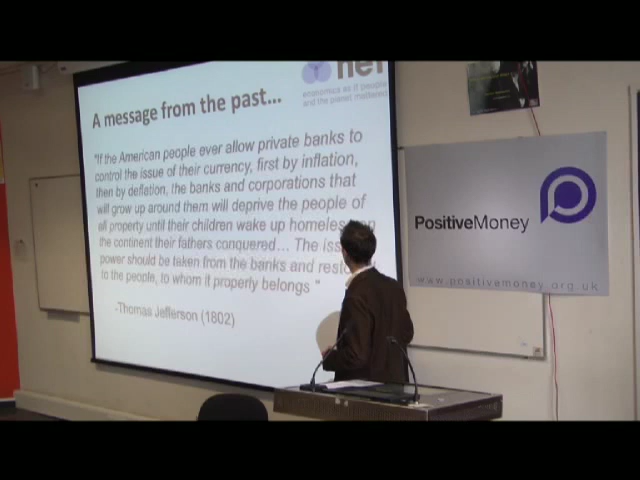 nef
economics as if people
and the planet mattered
A message from the past...
"If the American people ever allow private banks to
control the issue of their currency, first by inflation,
then by deflation, the banks and corporations that
will grow up around them will deprive the people of
all property until their children wake up homeless on
the continent their fathers conquered... The
power should be taken from the banks and
to the people, to whom it properly belongs "
-Thomas Jefferson (1802)
PositiveMoney
www.positivemoney.org.uk